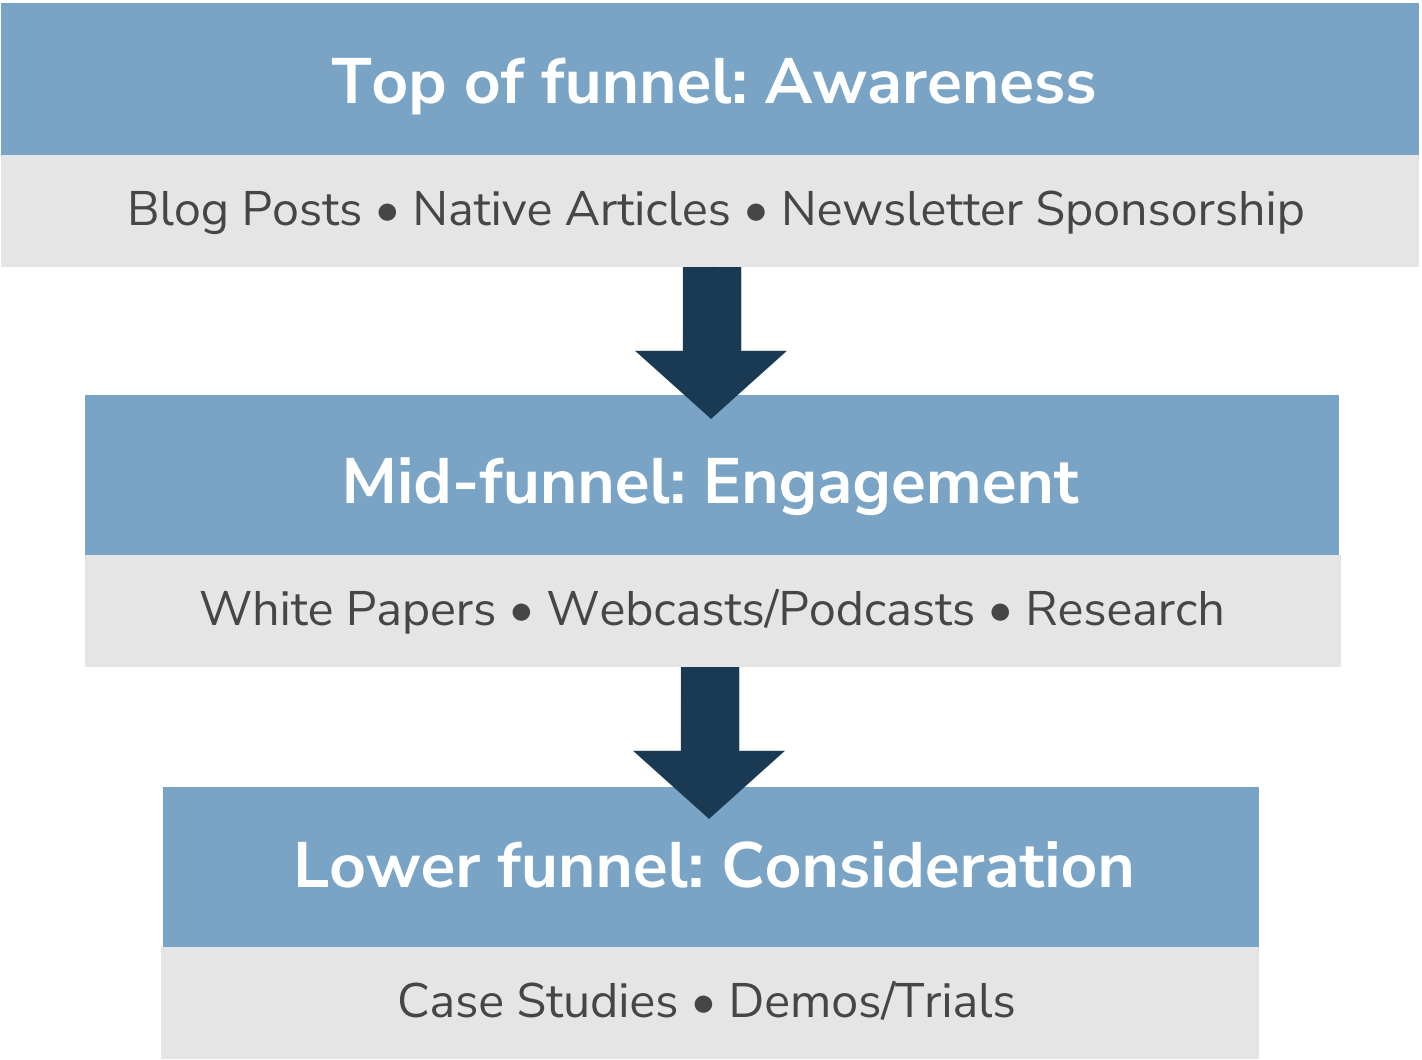 Top of funnel: Awareness
Blog Posts • Native Articles • Newsletter Sponsorship
Mid-funnel: Engagement
White Papers • Webcasts/Podcasts • Research
Lower funnel: Consideration
Case Studies • Demos/Trials